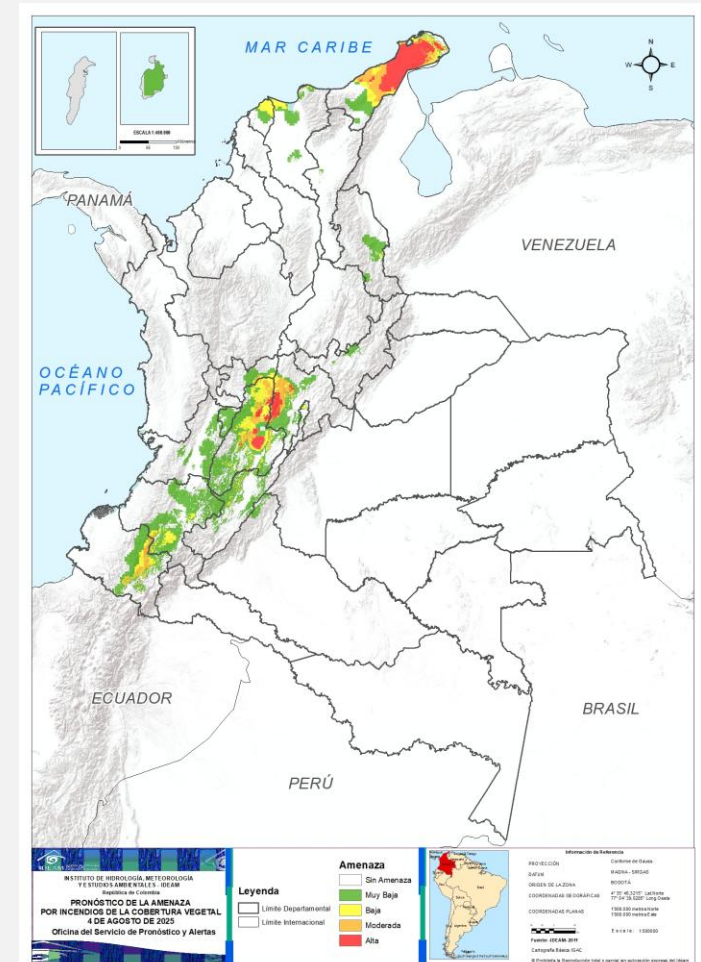 MAR CARIBE
N
W
E
S
ESCALA 1:400.000
PANAMÁ
VENEZUELA
OCÉANO
PACÍFICO
ECUADOR
BRASIL
PERÚ
IDEAM
INSTITUTO DE HIDROLOGÍA, METEOROLOGÍA
Y ESTUDIOS AMBIENTALES - IDEAM
República de Colombia
PRONÓSTICO DE LA AMENAZA
POR INCENDIOS DE LA COBERTURA VEGETAL
4 DE AGOSTO DE 2025
Oficina del Servicio de Pronóstico y Alertas
Leyenda
Límite Departamental
Límite Internacional
Amenaza
Sin Amenaza
Muy Baja
Baja
Moderada
Alta
Información de Referencia
PROYECCIÓN Conforme de Gauss
DATUM MAGNA - SIRGAS
ORIGEN DE LA ZONA BOGOTÁ
COORDENADAS GEOGRÁFICAS
COORDENADAS PLANAS
Fuente: IDEAM, 2019
Cartografía Básica: IGAC